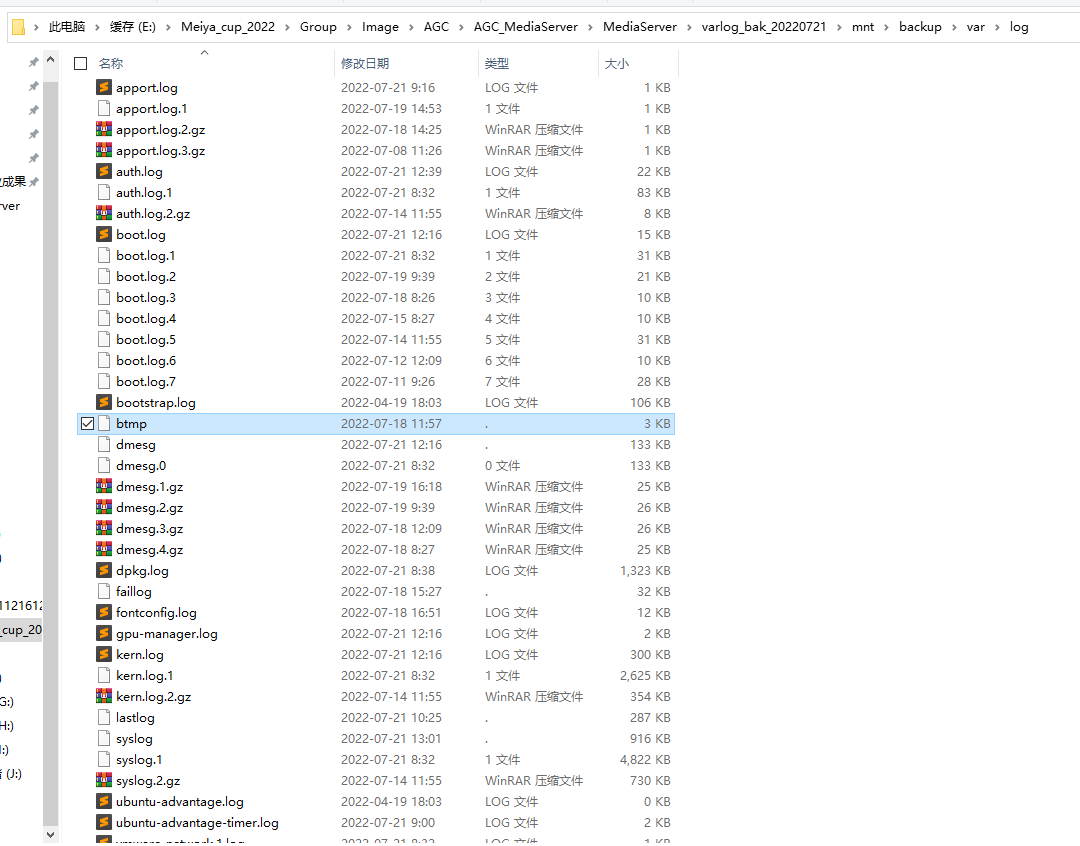 此电脑 › 缓存 (E:) › Meiya_cup_2022 › Group › Image › AGC › AGC_MediaServer › MediaServer › varlog_bak_20220721 › mnt › backup › var › log
名称 修改日期 类型 大小
apport.log 2022-07-21 9:16 LOG 文件 1 KB
apport.log.1 2022-07-19 14:53 1 文件 1 KB
apport.log.2.gz 2022-07-18 14:25 WinRAR 压缩文件 1 KB
apport.log.3.gz 2022-07-08 11:26 WinRAR 压缩文件 1 KB
auth.log 2022-07-21 12:39 LOG 文件 22 KB
成果
auth.log.1 2022-07-21 8:32 1 文件 83 KB
rver
auth.log.2.gz 2022-07-14 11:55 WinRAR 压缩文件 8 KB
boot.log 2022-07-21 12:16 LOG 文件 15 KB
boot.log.1 2022-07-21 8:32 1 文件 31 KB
boot.log.2 2022-07-19 9:39 2 文件 21 KB
boot.log.3 2022-07-18 8:26 3 文件 10 KB
boot.log.4 2022-07-15 8:27 4 文件 10 KB
boot.log.5 2022-07-14 11:55 5 文件 31 KB
boot.log.6 2022-07-12 12:09 6 文件 10 KB
boot.log.7 2022-07-11 9:26 7 文件 28 KB
bootstrap.log 2022-04-19 18:03 LOG 文件 106 KB
btmp 2022-07-18 11:57 . 3 KB
dmesg 2022-07-21 12:16 . 133 KB
dmesg.0 2022-07-21 8:32 0 文件 133 KB
dmesg.1.gz 2022-07-19 16:18 WinRAR 压缩文件 25 KB
dmesg.2.gz 2022-07-19 9:39 WinRAR 压缩文件 26 KB
dmesg.3.gz 2022-07-18 12:09 WinRAR 压缩文件 26 KB
dmesg.4.gz 2022-07-18 8:27 WinRAR 压缩文件 25 KB
dpkg.log 2022-07-21 8:38 LOG 文件 1,323 KB
faillog 2022-07-18 15:27 . 32 KB
1121612
fontconfig.log 2022-07-18 16:51 LOG 文件 12 KB
_cup_20
gpu-manager.log 2022-07-21 12:16 LOG 文件 2 KB
kern.log 2022-07-21 12:16 LOG 文件 300 KB
kern.log.1 2022-07-21 8:32 1 文件 2,625 KB
kern.log.2.gz 2022-07-14 11:55 WinRAR 压缩文件 354 KB
G:)
lastlog 2022-07-21 10:25 . 287 KB
H:)
syslog 2022-07-21 13:01 . 916 KB
I:)
syslog.1 2022-07-21 8:32 1 文件 4,822 KB
(J:)
syslog.2.gz 2022-07-14 11:55 WinRAR 压缩文件 730 KB
ubuntu-advantage.log 2022-04-19 18:03 LOG 文件 0 KB
ubuntu-advantage-timer.log 2022-07-21 9:00 LOG 文件 2 KB